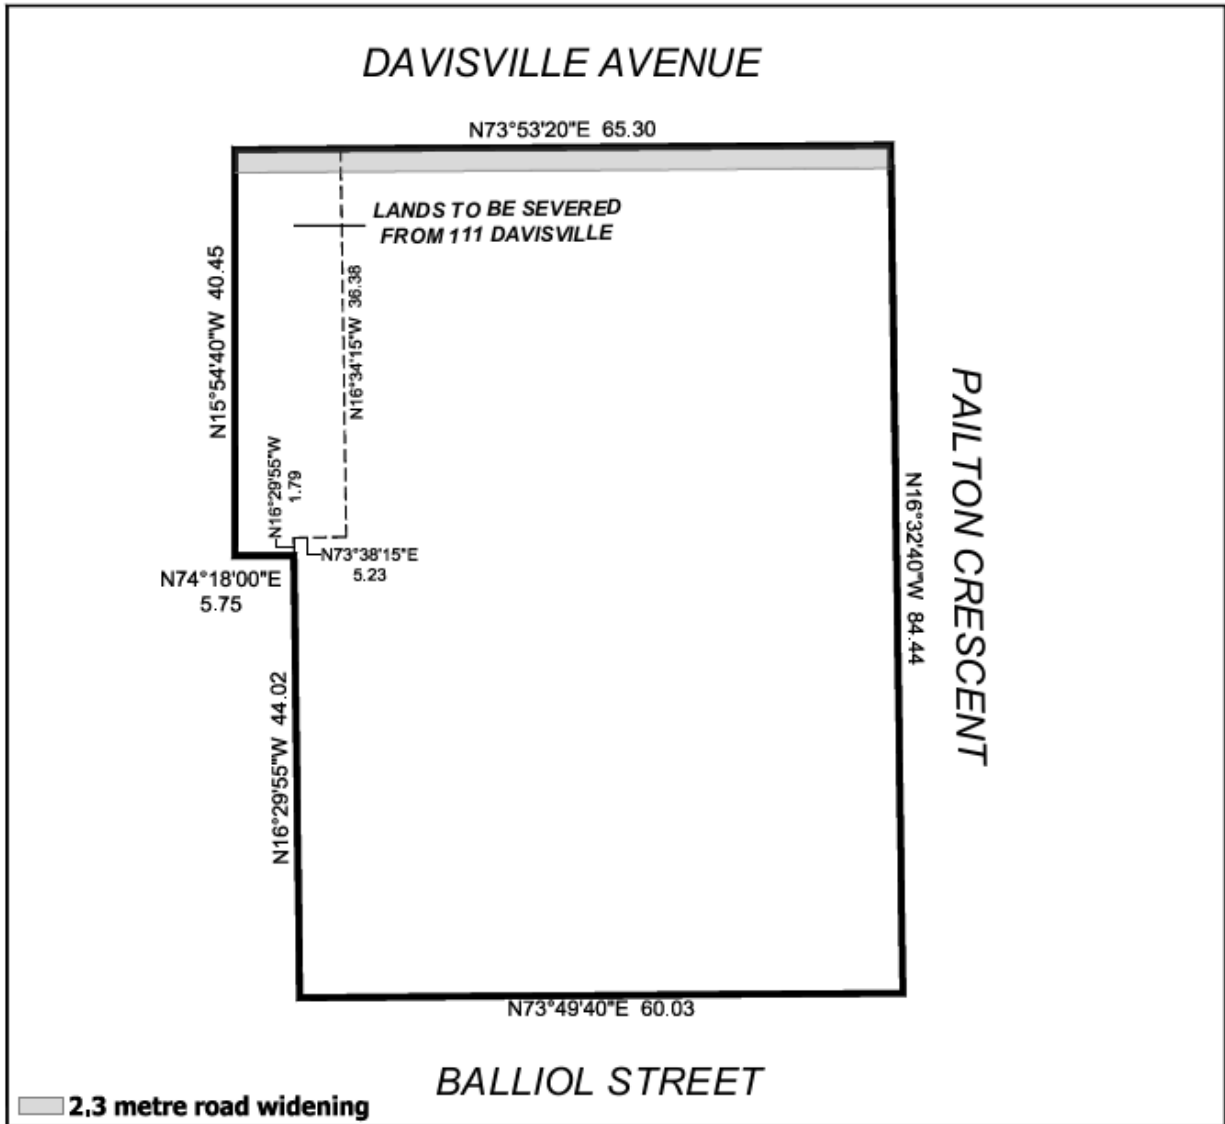 DAVISVILLE AVENUE
N73°53'20"E 65.30
LANDS TO BE SEVERED
FROM 111 DAVISVILLE
N15°54'40"W 40.45
N16°34'15"W 36.38
N16°29'55"W
1.79
N73°38'15"E
5.23
N74°18'00"E
5.75
PAILTON CRESCENT
N16°32'40"W 84.44
N16°29'55"W 44.02
N73°49'40"E 60.03
BALLIOL STREET
2,3 metre road widening